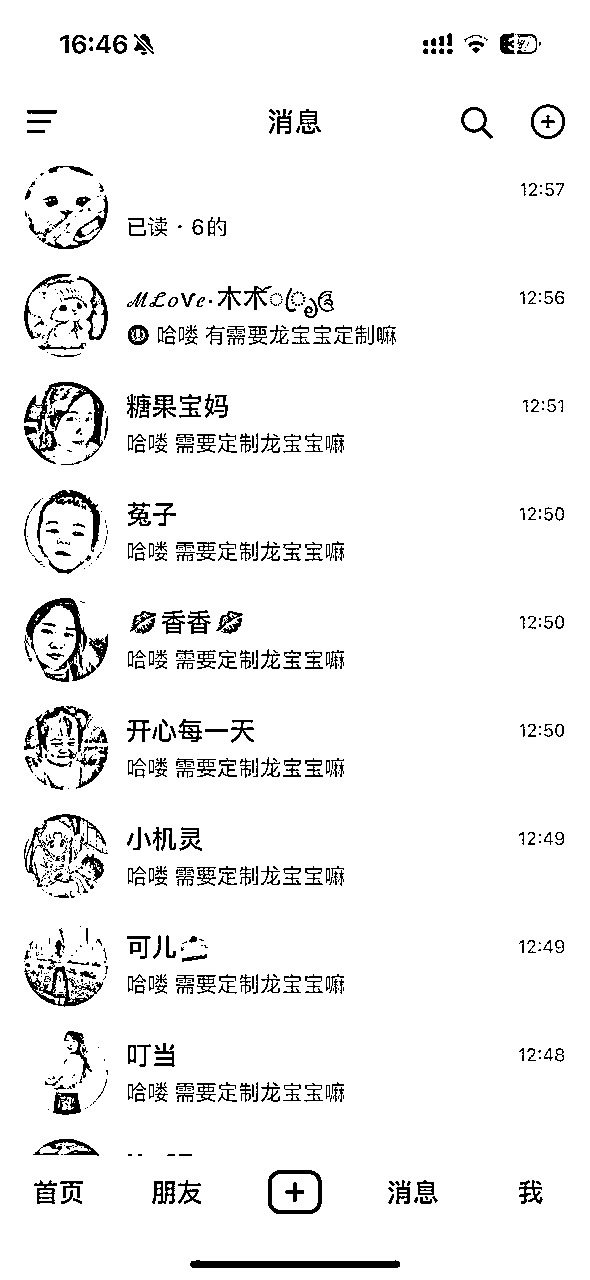 16:46
消息
12:57
已读 · 6的
ℳℒℴve·木木
12:56
哈喽 有需要龙宝宝定制嘛
糖果宝妈
12:51
哈喽 需要定制龙宝宝嘛
菟子
12:50
哈喽 需要定制龙宝宝嘛
💋香香💋
12:50
哈喽 需要定制龙宝宝嘛
开心每一天
12:50
哈喽 需要定制龙宝宝嘛
小机灵
12:49
哈喽 需要定制龙宝宝嘛
可儿🍰
12:49
哈喽 需要定制龙宝宝嘛
叮当
12:48
哈喽 需要定制龙宝宝嘛
首页
朋友
消息
我